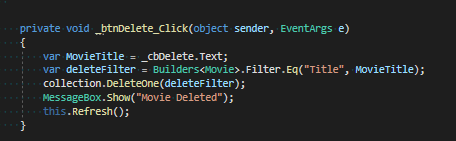 private void _btnDelete_Click(object sender, EventArgs e)
{
var MovieTitle = _cbDelete.Text;
var deleteFilter = Builders<Movie>.Filter.Eq("Title", MovieTitle);
collection.DeleteOne(deleteFilter);
MessageBox.Show("Movie Deleted");
this.Refresh();
}